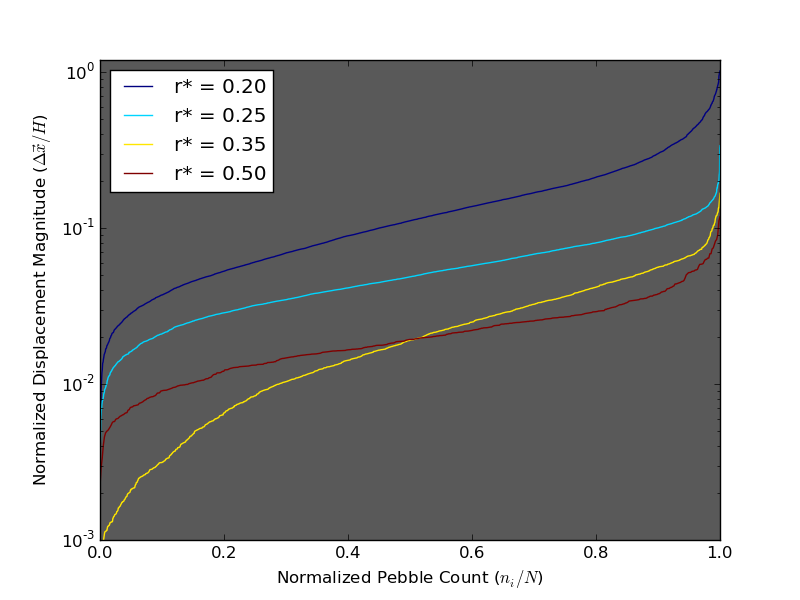 10^0
10^-1
10^-2
10^-3
Normalized Displacement Magnitude (Δx⃗/H)
r* = 0.20
r* = 0.25
r* = 0.35
r* = 0.50
0.0 0.2 0.4 0.6 0.8 1.0
Normalized Pebble Count (n_i/N)